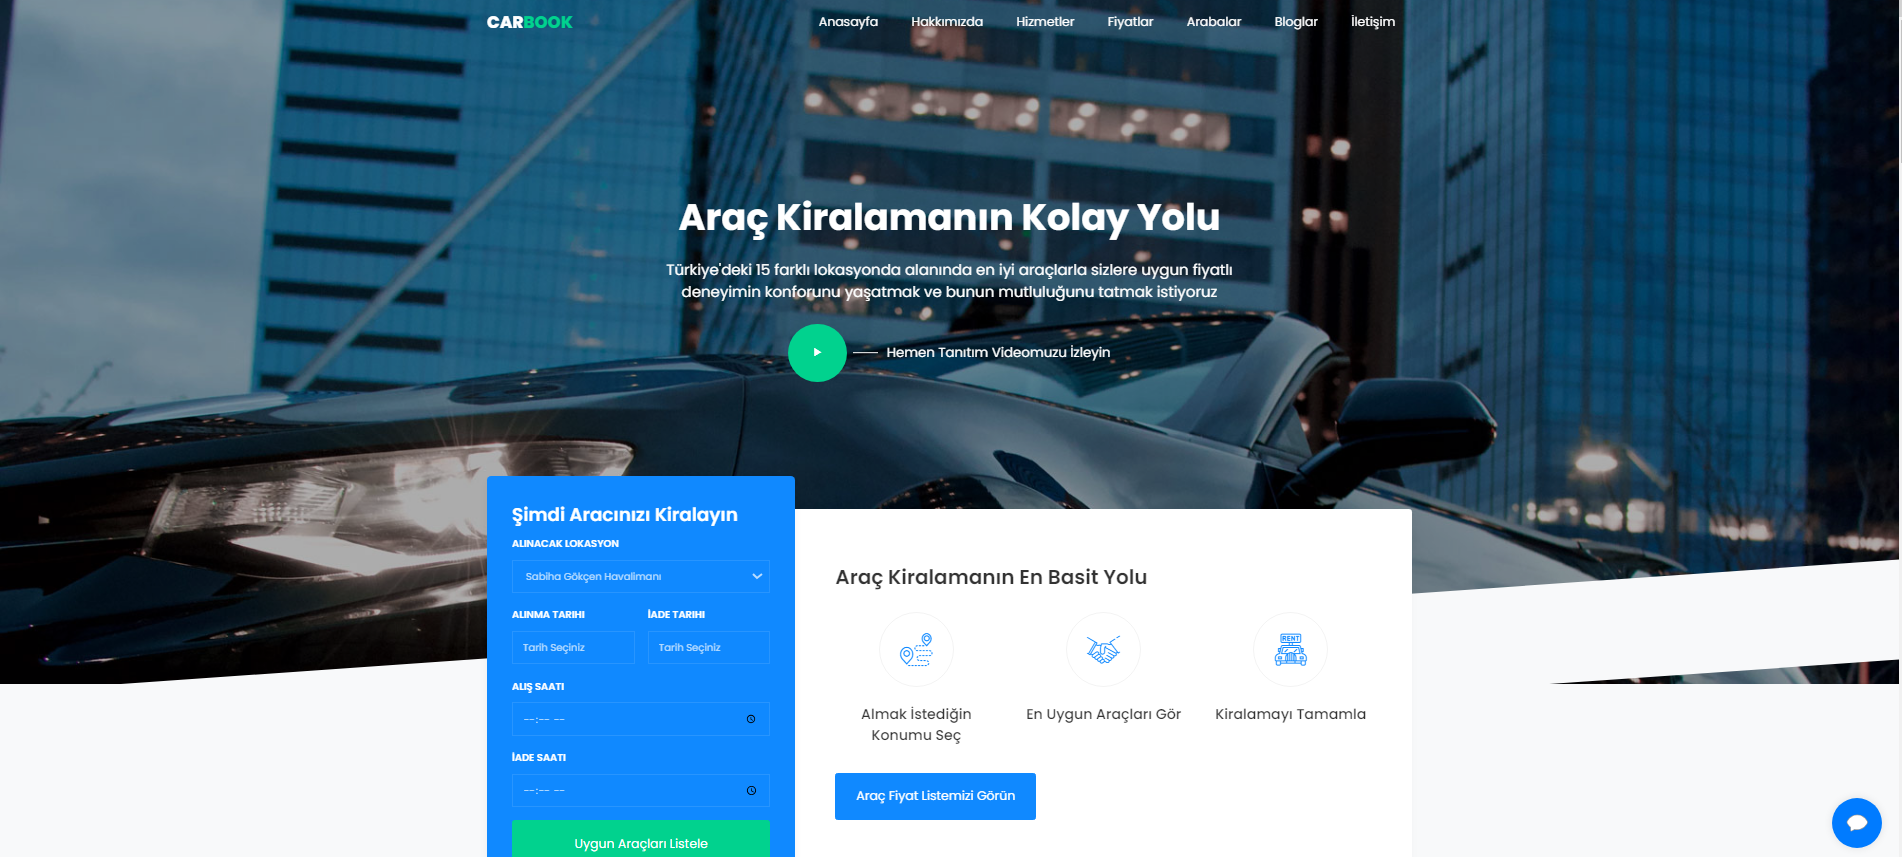 CARBOOK
Anasayfa Hakkımızda Hizmetler Fiyatlar Arabalar Bloglar İletişim
Araç Kiralamanın Kolay Yolu
Türkiye'deki 15 farklı lokasyonda alanında en iyi araçlarla sizlere uygun fiyatlı
deneyimin konforunu yaşatmak ve bunun mutluluğunu tatmak istiyoruz
Hemen Tanıtım Videomuzu İzleyin
Şimdi Aracınızı Kiralayın
ALINACAK LOKASYON
Sabiha Gökçen Havalimanı
ALINMA TARIHI İADE TARIHI
Tarih Seçiniz Tarih Seçiniz
ALIŞ SAATI
--:-- --
İADE SAATI
--:-- --
Uygun Araçları Listele
Araç Kiralamanın En Basit Yolu
RENT
Almak İstediğin
Konumu Seç
En Uygun Araçları Gör
Kiralamayı Tamamla
Araç Fiyat Listemizi Görün